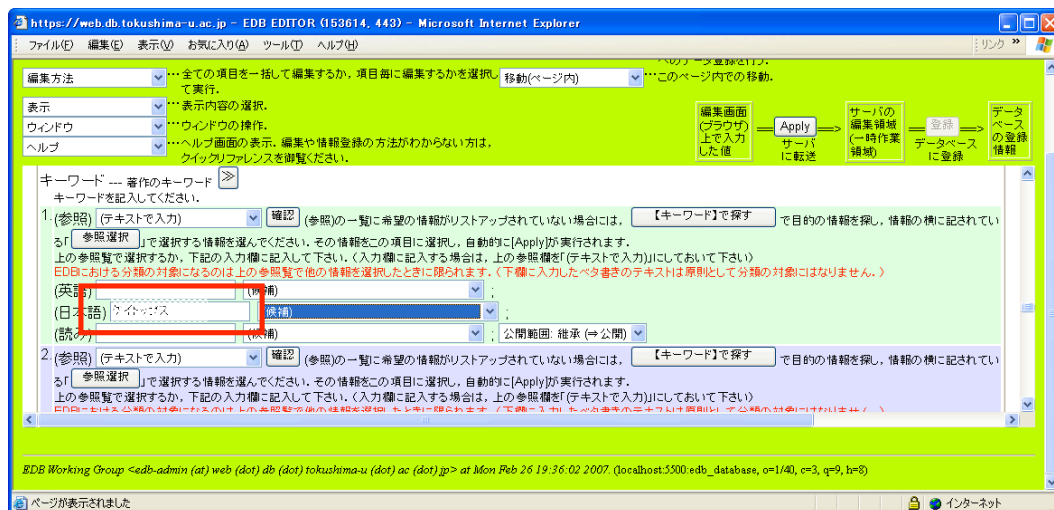 https://web.db.tokushima-u.ac.jp - EDB EDITOR (153614, 443) - Microsoft Internet Explorer
ファイル(F) 編集(E) 表示(V) お気に入り(A) ツール(T) ヘルプ(H) リンク »
編集方法 …全ての項目を一括して編集するか，項目毎に編集するかを選択し 移動(ページ内) …このページ内での移動．
て実行．
表示 …表示内容の選択．
ウィンドウ …ウィンドウの操作．
ヘルプ …ヘルプ画面の表示．編集や情報登録の方法がわからない方は，
クイックリファレンスを御覧ください．
編集画面
(ブラウザ)
上で入力
した値
Apply
サーバ
に転送
サーバの
編集領域
(一時作業
領域)
登録
データベース
に登録
データ
ベース
の登録
情報
キーワード --- 著作のキーワード ≫
キーワードを記入してください．
1. (参照) (テキストで入力) 確認 (参照)の一覧に希望の情報がリストアップされていない場合には， 【キーワード】で探す で目的の情報を探し，情報の横に記されてい
る「 参照選択 」で選択する情報を選んでください．その情報をこの項目に選択し，自動的に[Apply]が実行されます．
上の参照覧で選択するか，下記の入力欄に記入して下さい．(入力欄に記入する場合は，上の参照欄を「(テキストで入力)」にしておいて下さい)
EDBにおける分類の対象になるのは上の参照覧で他の情報を選択したときに限られます．(下欄に入力したベタ書きのテキストは原則として分類の対象にはなりません．)
(英語) (候補) ;
(日本語) (候補) ;
(読み) (候補) ; 公開範囲: 継承 (⇒公開)
2. (参照) (テキストで入力) 確認 (参照)の一覧に希望の情報がリストアップされていない場合には， 【キーワード】で探す で目的の情報を探し，情報の横に記されてい
る「 参照選択 」で選択する情報を選んでください．その情報をこの項目に選択し，自動的に[Apply]が実行されます．
上の参照覧で選択するか，下記の入力欄に記入して下さい．(入力欄に記入する場合は，上の参照欄を「(テキストで入力)」にしておいて下さい)
EDB Working Group <edb-admin (at) web (dot) db (dot) tokushima-u (dot) ac (dot) jp> at Mon Feb 26 19:36:02 2007. (localhost:5500:edb_database, o=1/40, c=3, q=9, h=8)
ページが表示されました インターネット